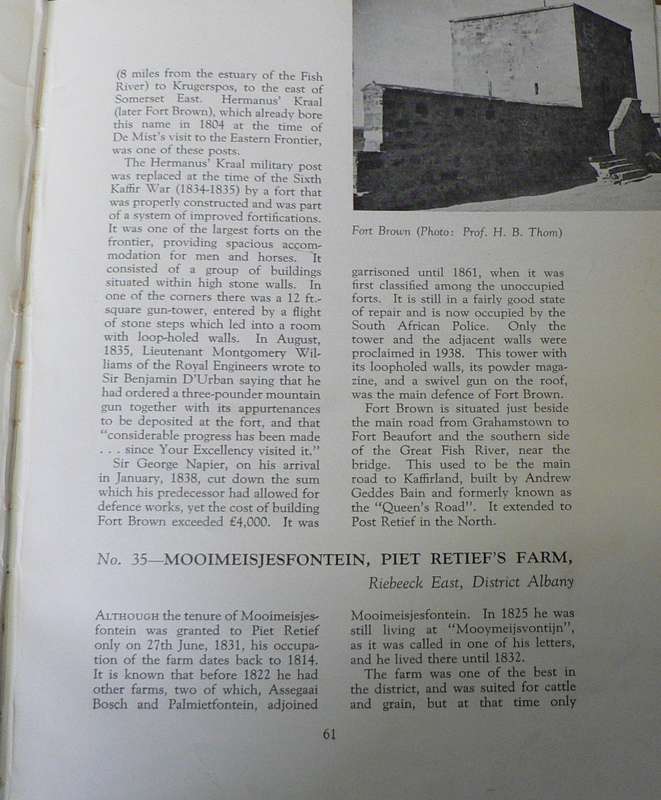 (8 miles from the estuary of the Fish
River) to Krugerspos, to the east of
Somerset East. Hermanus' Kraal
(later Fort Brown), which already bore
this name in 1804 at the time of
De Mist's visit to the Eastern Frontier,
was one of these posts.
The Hermanus' Kraal military post
was replaced at the time of the Sixth
Kaffir War (1834-1835) by a fort that
was properly constructed and was part
of a system of improved fortifications.
It was one of the largest forts on the
frontier, providing spacious accom-
modation for men and horses. It
consisted of a group of buildings
situated within high stone walls. In
one of the corners there was a 12 ft.-
square gun-tower, entered by a flight
of stone steps which led into a room
with loop-holed walls. In August,
1835, Lieutenant Montgomery Wil-
liams of the Royal Engineers wrote to
Sir Benjamin D'Urban saying that he
had ordered a three-pounder mountain
gun together with its appurtenances
to be deposited at the fort, and that
"considerable progress has been made
. . . since Your Excellency visited it."
Sir George Napier, on his arrival
in January, 1838, cut down the sum
which his predecessor had allowed for
defence works, yet the cost of building
Fort Brown exceeded £4,000. It was
Fort Brown (Photo: Prof. H. B. Thom)
garrisoned until 1861, when it was
first classified among the unoccupied
forts. It is still in a fairly good state
of repair and is now occupied by the
South African Police. Only the
tower and the adjacent walls were
proclaimed in 1938. This tower with
its loopholed walls, its powder maga-
zine, and a swivel gun on the roof,
was the main defence of Fort Brown.
Fort Brown is situated just beside
the main road from Grahamstown to
Fort Beaufort and the southern side
of the Great Fish River, near the
bridge. This used to be the main
road to Kaffirland, built by Andrew
Geddes Bain and formerly known as
the "Queen's Road". It extended to
Post Retief in the North.
No. 35—MOOIMEISJESFONTEIN, PIET RETIEF'S FARM,
Riebeeck East, District Albany
ALTHOUGH the tenure of Mooimeisjes-
fontein was granted to Piet Retief
only on 27th June, 1831, his occupa-
tion of the farm dates back to 1814.
It is known that before 1822 he had
other farms, two of which, Assegaai
Bosch and Palmietfontein, adjoined
Mooimeisjesfontein. In 1825 he was
still living at "Mooymeijsvontijn",
as it was called in one of his letters,
and he lived there until 1832.
The farm was one of the best in
the district, and was suited for cattle
and grain, but at that time only
61